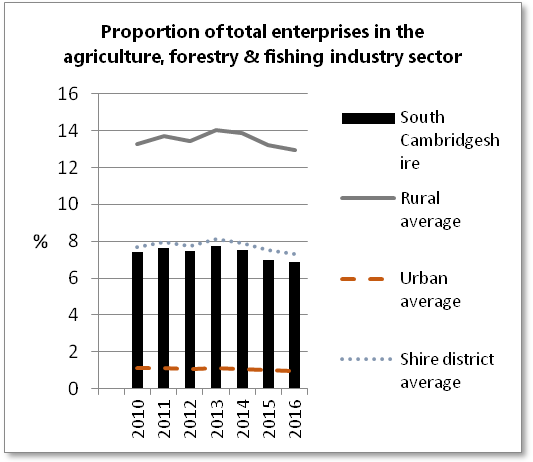 Proportion of total enterprises in the
agriculture, forestry & fishing industry sector
16
14
12
10
8
6
4
2
0
%
2010
2011
2012
2013
2014
2015
2016
South
Cambridgesh
ire
Rural
average
Urban
average
Shire district
average